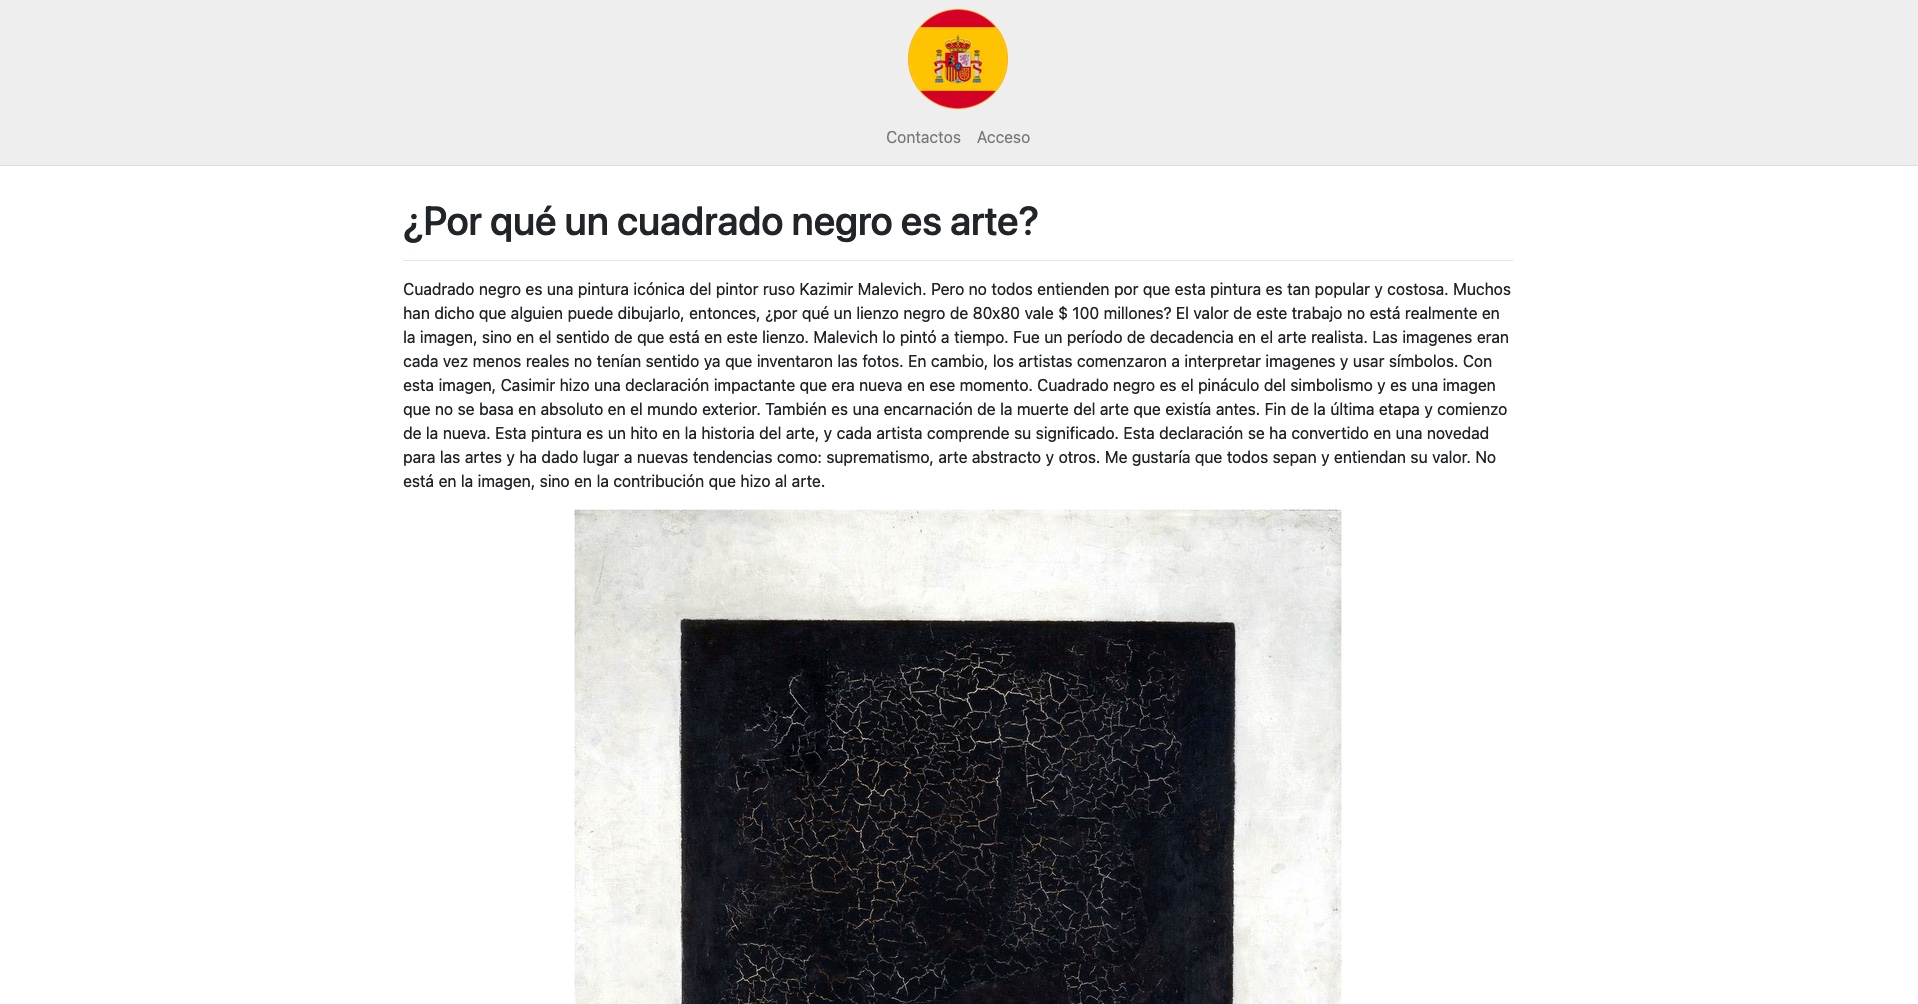 Contactos Acceso
¿Por qué un cuadrado negro es arte?
Cuadrado negro es una pintura icónica del pintor ruso Kazimir Malevich. Pero no todos entienden por que esta pintura es tan popular y costosa. Muchos
han dicho que alguien puede dibujarlo, entonces, ¿por qué un lienzo negro de 80x80 vale $ 100 millones? El valor de este trabajo no está realmente en
la imagen, sino en el sentido de que está en este lienzo. Malevich lo pintó a tiempo. Fue un período de decadencia en el arte realista. Las imagenes eran
cada vez menos reales no tenían sentido ya que inventaron las fotos. En cambio, los artistas comenzaron a interpretar imagenes y usar símbolos. Con
esta imagen, Casimir hizo una declaración impactante que era nueva en ese momento. Cuadrado negro es el pináculo del simbolismo y es una imagen
que no se basa en absoluto en el mundo exterior. También es una encarnación de la muerte del arte que existía antes. Fin de la última etapa y comienzo
de la nueva. Esta pintura es un hito en la historia del arte, y cada artista comprende su significado. Esta declaración se ha convertido en una novedad
para las artes y ha dado lugar a nuevas tendencias como: suprematismo, arte abstracto y otros. Me gustaría que todos sepan y entiendan su valor. No
está en la imagen, sino en la contribución que hizo al arte.